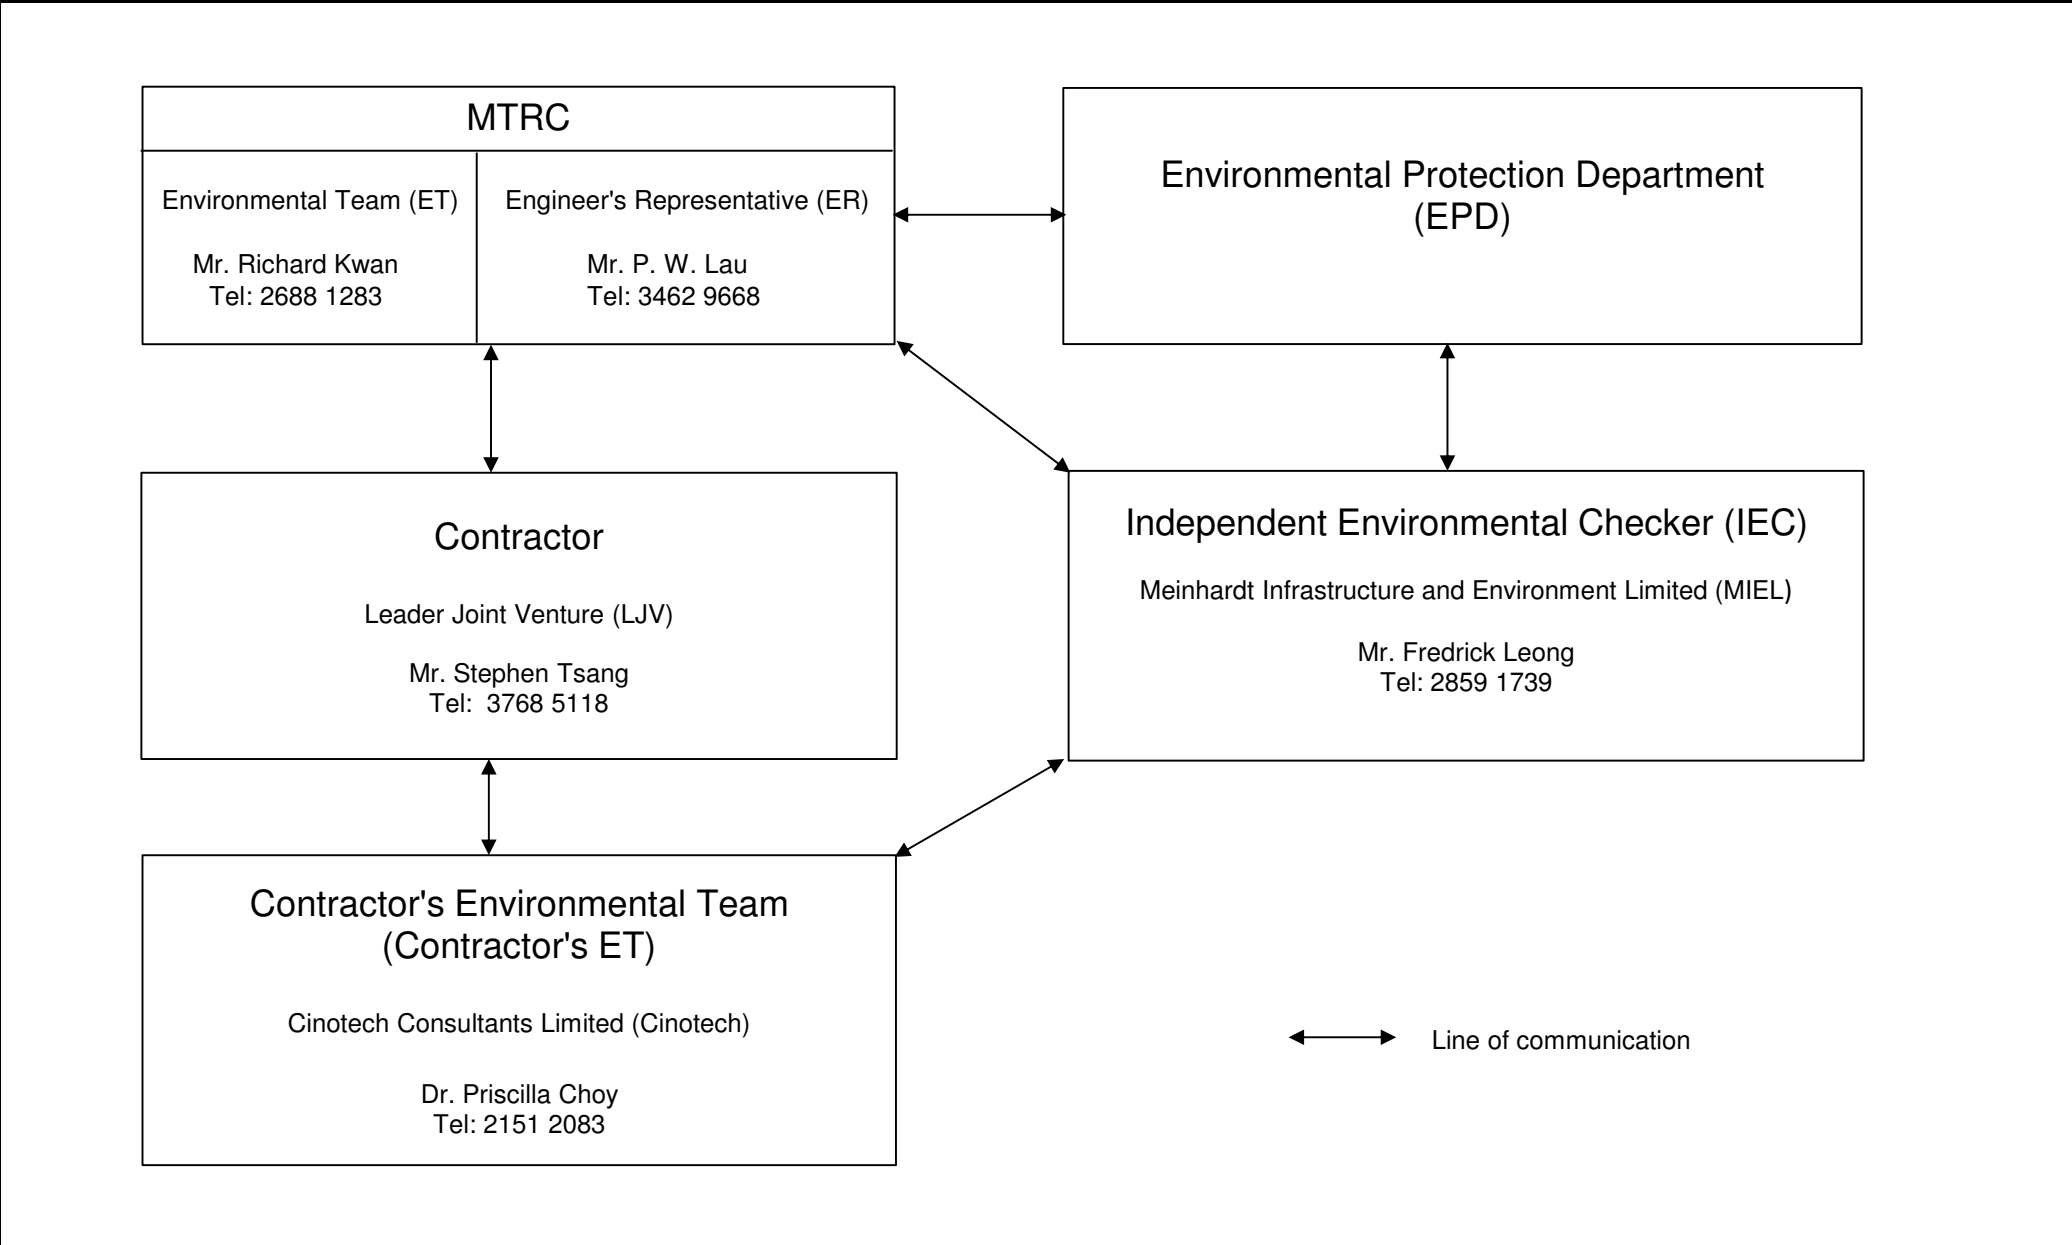 MTRC
Environmental Team (ET)
Mr. Richard Kwan
Tel: 2688 1283
Engineer's Representative (ER)
Mr. P. W. Lau
Tel: 3462 9668
Environmental Protection Department
(EPD)
Contractor
Leader Joint Venture (LJV)
Mr. Stephen Tsang
Tel: 3768 5118
Independent Environmental Checker (IEC)
Meinhardt Infrastructure and Environment Limited (MIEL)
Mr. Fredrick Leong
Tel: 2859 1739
Contractor's Environmental Team
(Contractor's ET)
Cinotech Consultants Limited (Cinotech)
Dr. Priscilla Choy
Tel: 2151 2083
Line of communication